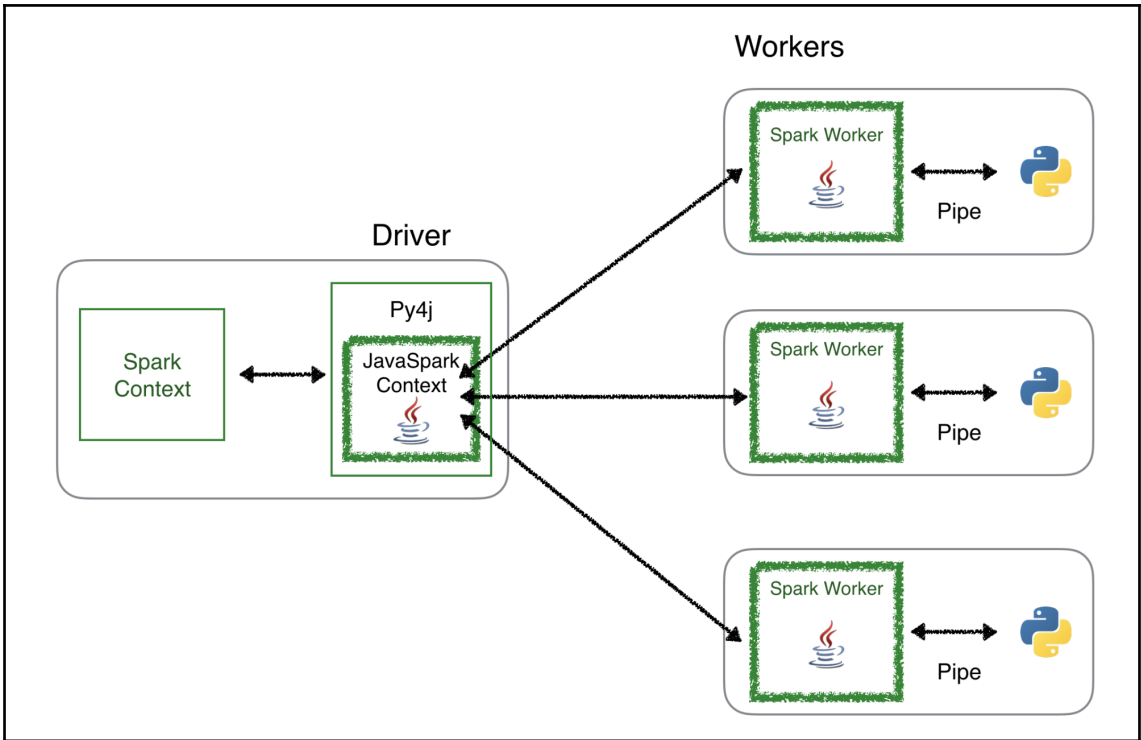 Workers
Spark Worker
Pipe
Driver
Py4j
Spark
Context
JavaSpark
Context
Spark Worker
Pipe
Spark Worker
Pipe